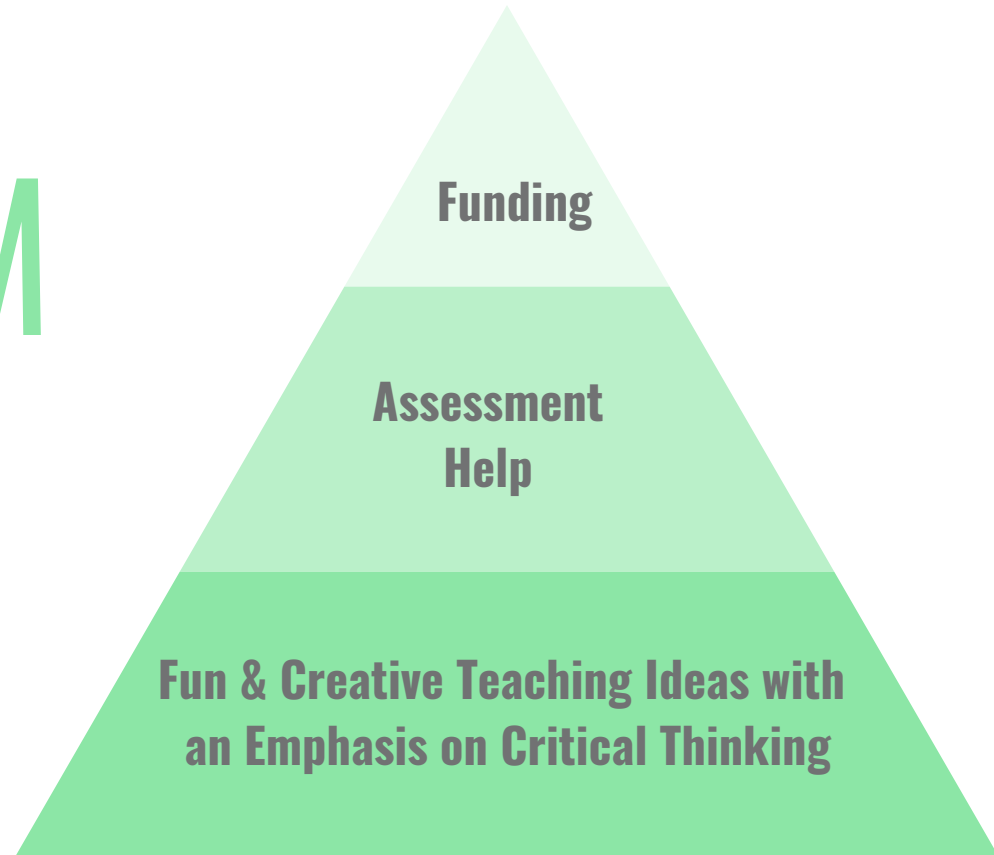 M
Funding
Assessment
Help
Fun & Creative Teaching Ideas with
an Emphasis on Critical Thinking